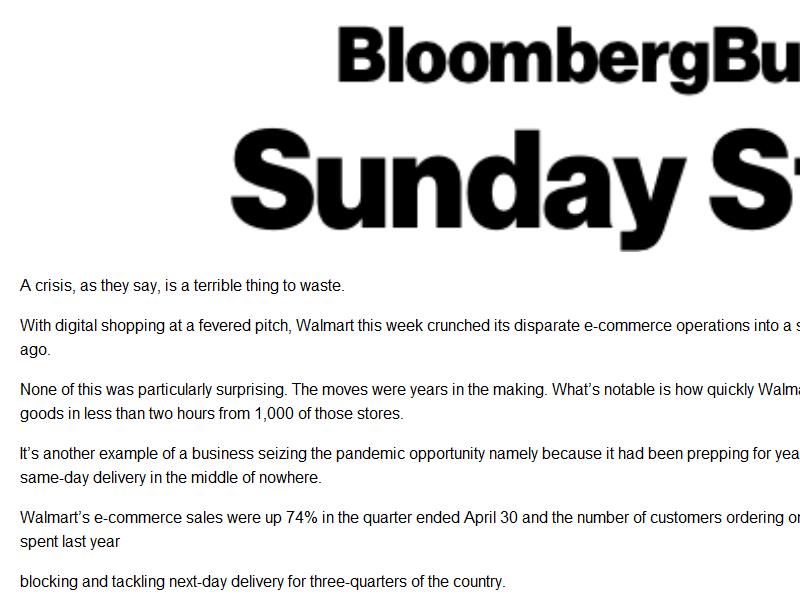 BloombergBu
Sunday St
A crisis, as they say, is a terrible thing to waste.
With digital shopping at a fevered pitch, Walmart this week crunched its disparate e-commerce operations into a s
ago.
None of this was particularly surprising. The moves were years in the making. What’s notable is how quickly Walma
goods in less than two hours from 1,000 of those stores.
It’s another example of a business seizing the pandemic opportunity namely because it had been prepping for yea
same-day delivery in the middle of nowhere.
Walmart’s e-commerce sales were up 74% in the quarter ended April 30 and the number of customers ordering or
spent last year
blocking and tackling next-day delivery for three-quarters of the country.